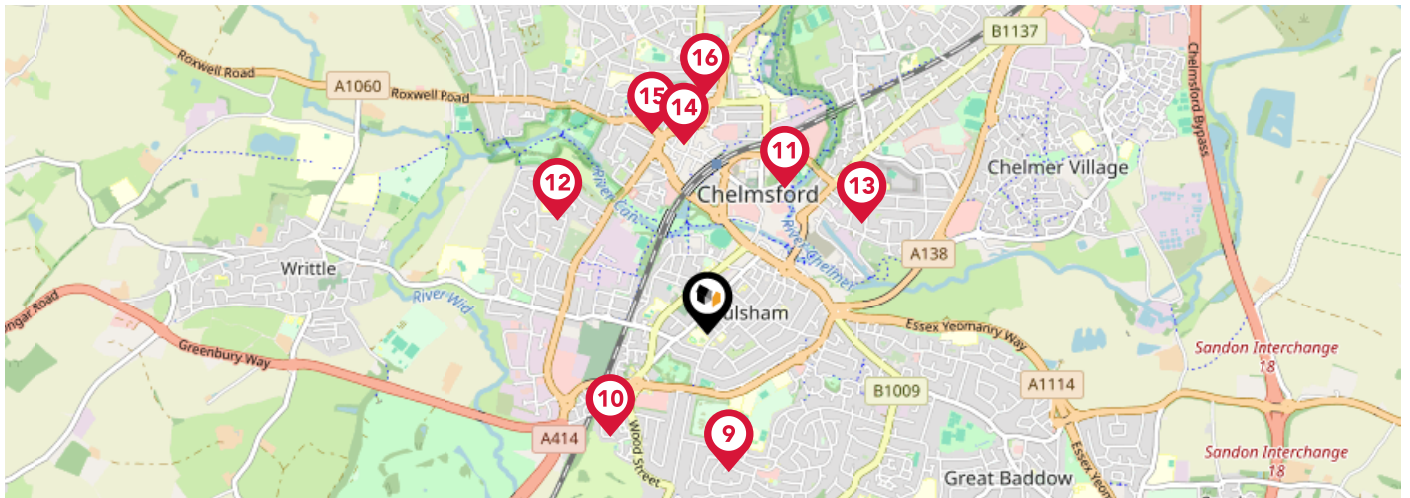 B1137
Roxwell Road
A1060
Roxwell Road
16
15
14
Chelmsford Bypass
11
Chelmer Village
12
13
Chelmsford
River Can
River Chelmer
A138
Writtle
River Wid
ulsham
Greenbury Way
Essex Yeomanry Way
Sandon Interchange
18
A1114
B1009
10
9
A414
Wood Street
Essex Yeom
Great Baddow
Sandon Interchange
18